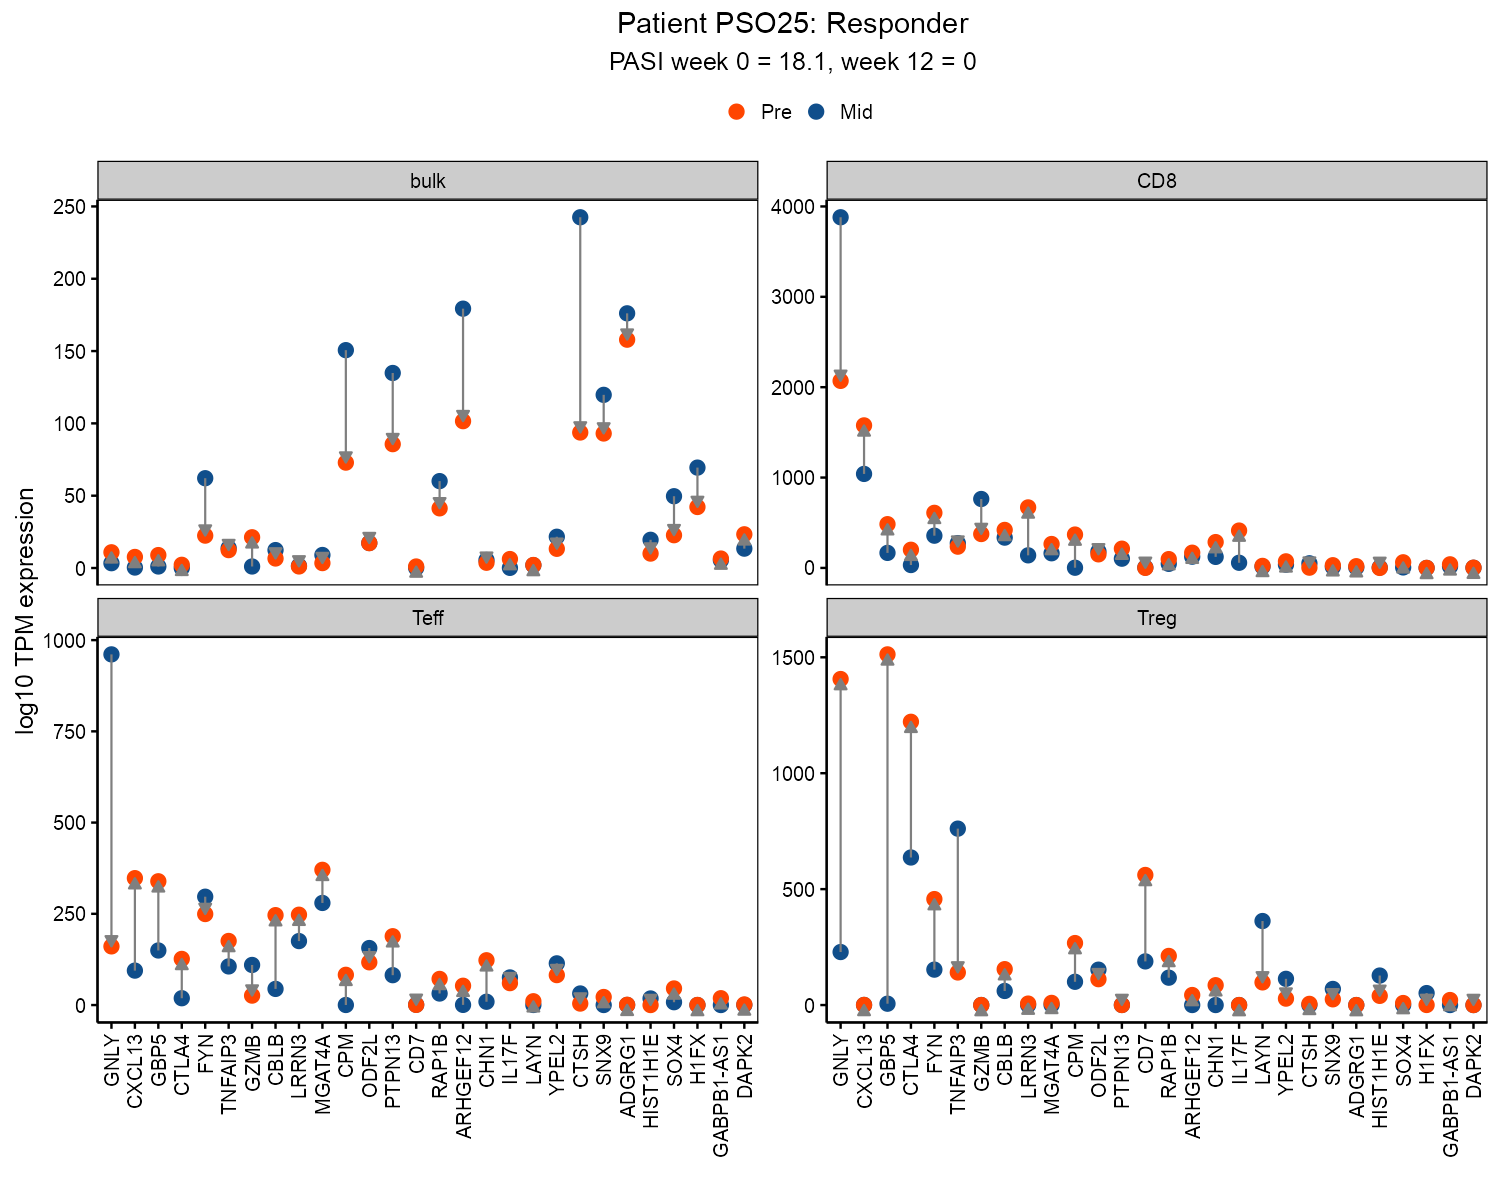 Patient PSO25: Responder
PASI week 0 = 18.1, week 12 = 0
Pre
Mid
bulk
CD8
250
200
150
100
50
0
4000
3000
2000
1000
0
log10 TPM expression
Teff
Treg
1000
750
500
250
0
1500
1000
500
0
GNLY
CXCL13
GBP5
CTLA4
FYN
TNFAIP3
GZMB
CBLB
LRRN3
MGAT4A
CPM
ODF2L
PTPN13
CD7
RAP1B
ARHGEF12
CHN1
IL17F
LAYN
YPEL2
CTSH
SNX9
ADGRG1
HIST1H1E
SOX4
H1FX
GABPB1-AS1
DAPK2
GNLY
CXCL13
GBP5
CTLA4
FYN
TNFAIP3
GZMB
CBLB
LRRN3
MGAT4A
CPM
ODF2L
PTPN13
CD7
RAP1B
ARHGEF12
CHN1
IL17F
LAYN
YPEL2
CTSH
SNX9
ADGRG1
HIST1H1E
SOX4
H1FX
GABPB1-AS1
DAPK2